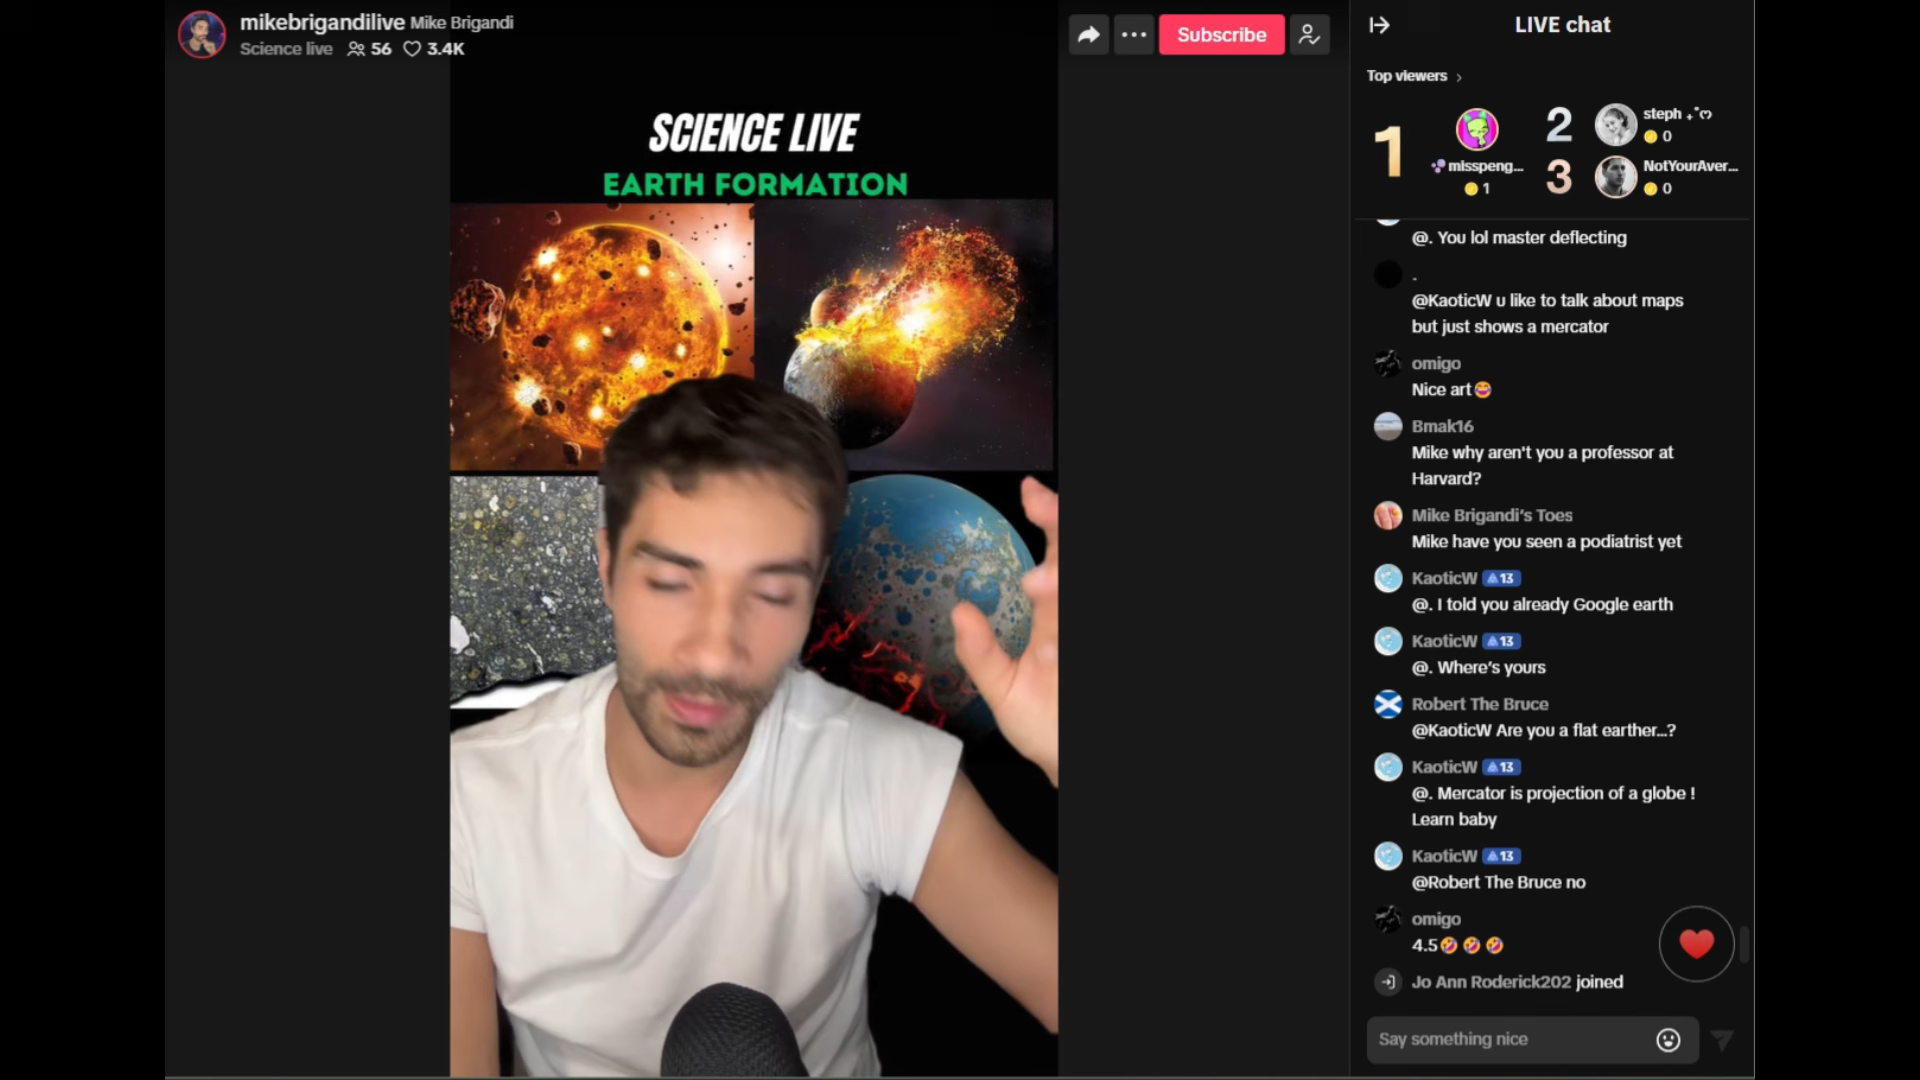 mikebrigandilive Mike Brigandi
Science live 56 3.4K
Subscribe
SCIENCE LIVE
EARTH FORMATION
LIVE chat
Top viewers
1
misspeng...
1
2
steph
0
3
NotYourAver...
0
@. You lol master deflecting
.
@KaoticW u like to talk about maps
but just shows a mercator
omigo
Nice art😂
Bmak16
Mike why aren't you a professor at
Harvard?
Mike Brigandi's Toes
Mike have you seen a podiatrist yet
KaoticW 13
@. I told you already Google earth
KaoticW 13
@. Where's yours
Robert The Bruce
@KaoticW Are you a flat earther...?
KaoticW 13
@. Mercator is projection of a globe !
Learn baby
KaoticW 13
@Robert The Bruce no
omigo
4.5🤣🤣🤣
Jo Ann Roderick202 joined
Say something nice